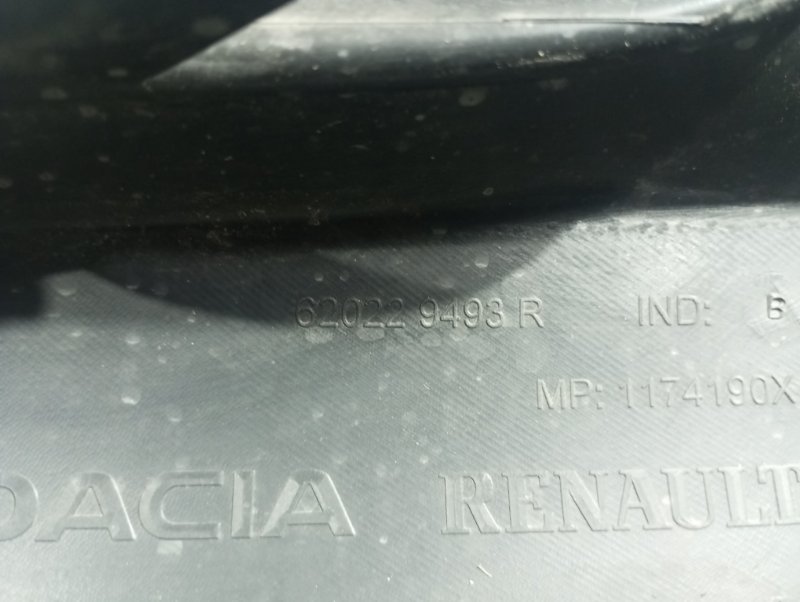 62022 9493 R IND: B
MP: 1174190X
DACIA RENAULT